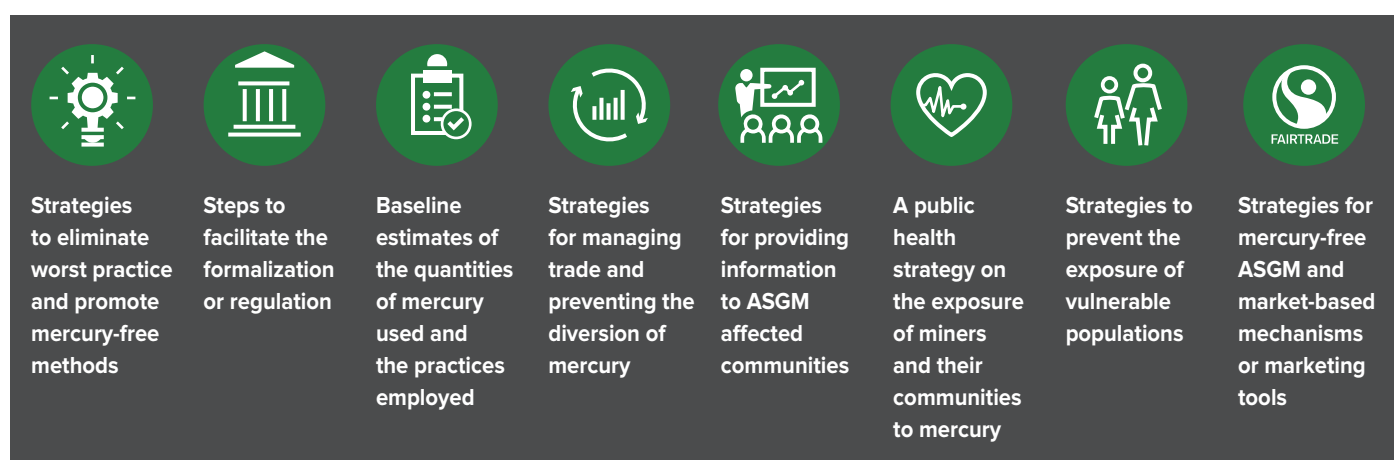 FAIRTRADE
Strategies
to eliminate
worst practice
and promote
mercury-free
methods
Steps to
facilitate the
formalization
or regulation
Baseline
estimates of
the quantities
of mercury
used and
the practices
employed
Strategies
for managing
trade and
preventing the
diversion of
mercury
Strategies
for providing
information
to ASGM
affected
communities
A public
health
strategy on
the exposure
of miners
and their
communities
to mercury
Strategies to
prevent the
exposure of
vulnerable
populations
Strategies for
mercury-free
ASGM and
market-based
mechanisms
or marketing
tools